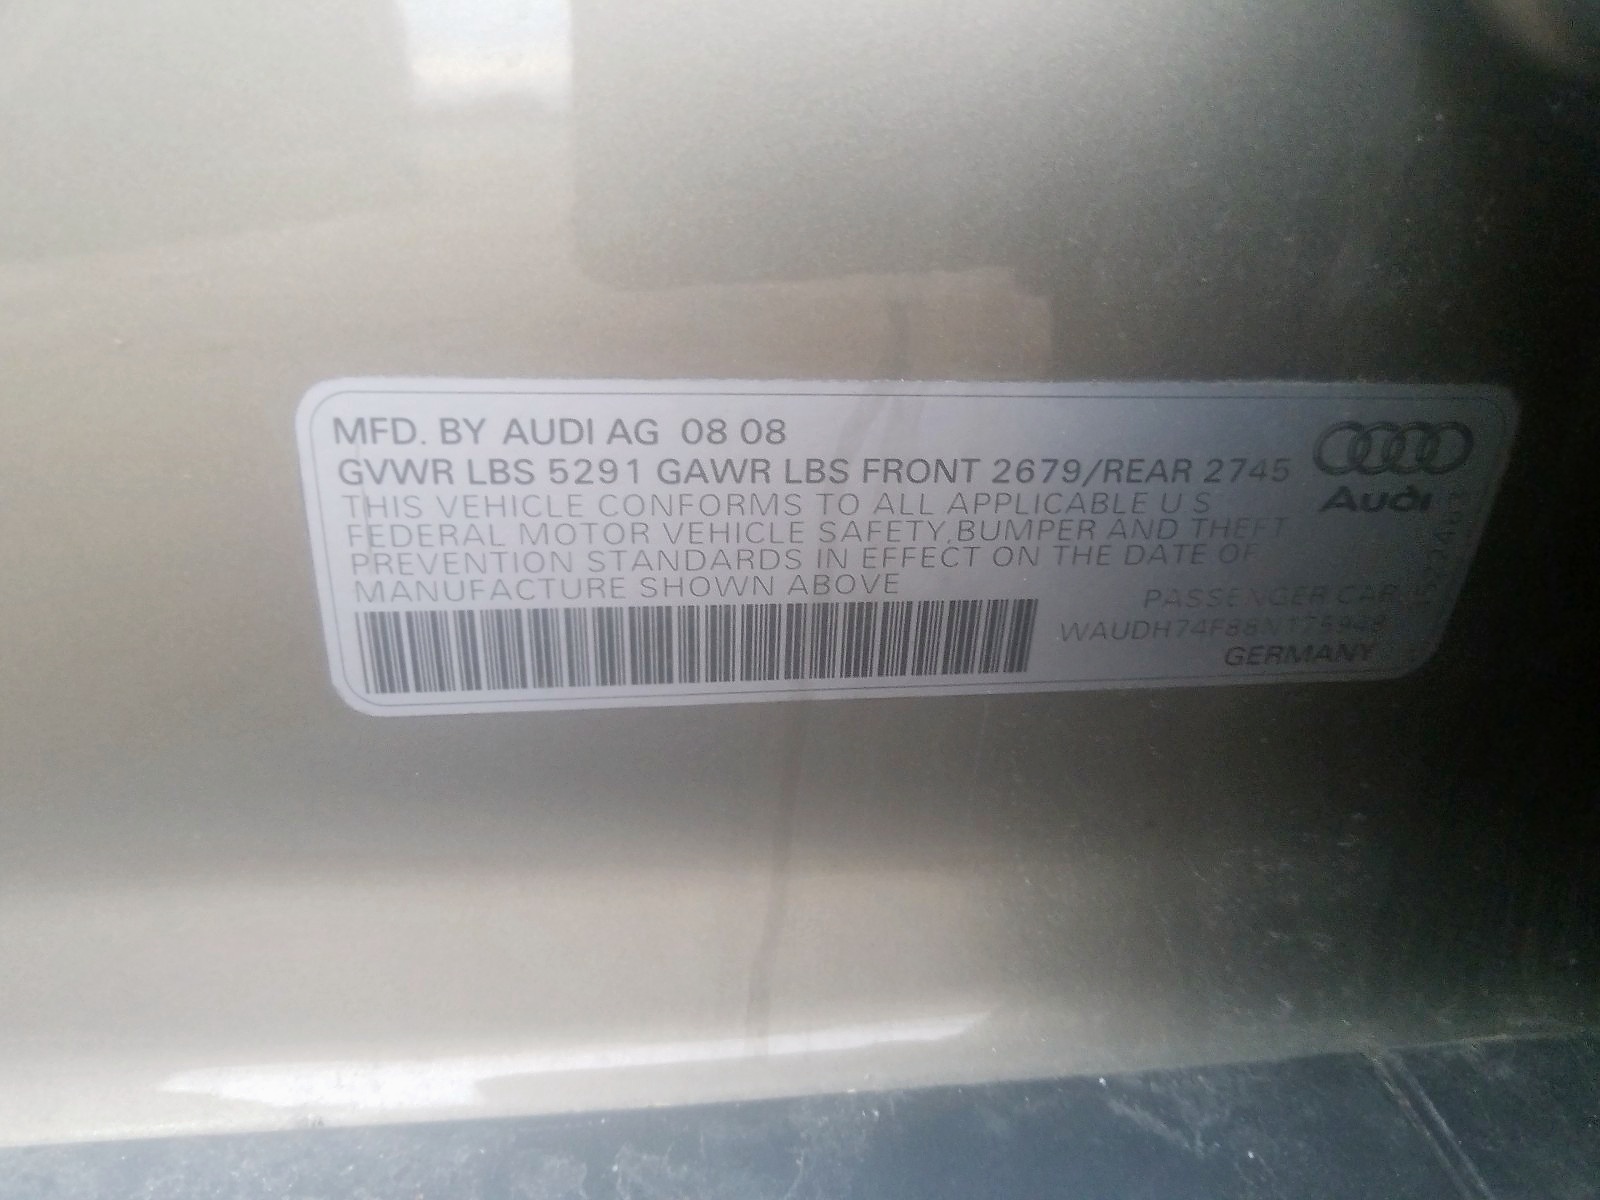 MFD. BY AUDI AG 08 08
GVWR LBS 5291 GAWR LBS FRONT 2679/REAR 2745
Audi
THIS VEHICLE CONFORMS TO ALL APPLICABLE U S
FEDERAL MOTOR VEHICLE SAFETY, BUMPER AND THEFT
PREVENTION STANDARDS IN EFFECT ON THE DATE OF
MANUFACTURE SHOWN ABOVE
PASSENGER CAR
GERMANY